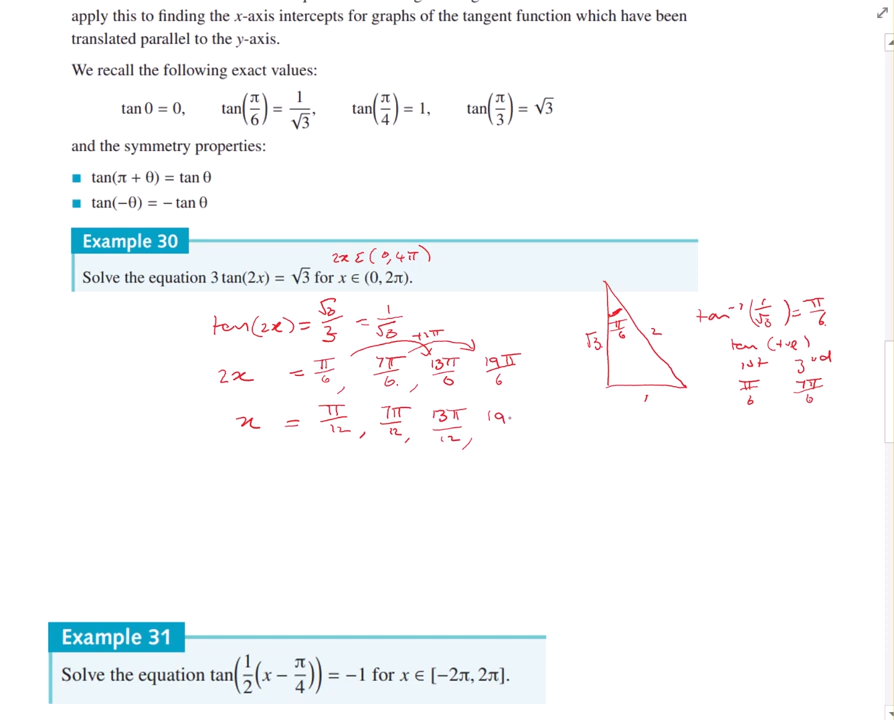 apply this to finding the x-axis intercepts for graphs of the tangent function which have been
translated parallel to the y-axis.
We recall the following exact values:
tan 0 = 0, tan(π/6) = 1/√3, tan(π/4) = 1, tan(π/3) = √3
and the symmetry properties:
■ tan(π + θ) = tan θ
■ tan(−θ) = − tan θ
Example 30
2x ε (0, 4π)
Solve the equation 3 tan(2x) = √3 for x ∈ (0, 2π).
tan(2x) = √3/3 = 1/√3
+2π
2x = π/6, 7π/6, 13π/6 19π/6
x = π/12, 7π/12, 13π/12, 19
√3 π/6 2
1
tan⁻¹(1/√3) = π/6
tan (+ve)
1st 3rd
π/6 7π/6
Example 31
Solve the equation tan(1/2(x − π/4)) = −1 for x ∈ [−2π, 2π].